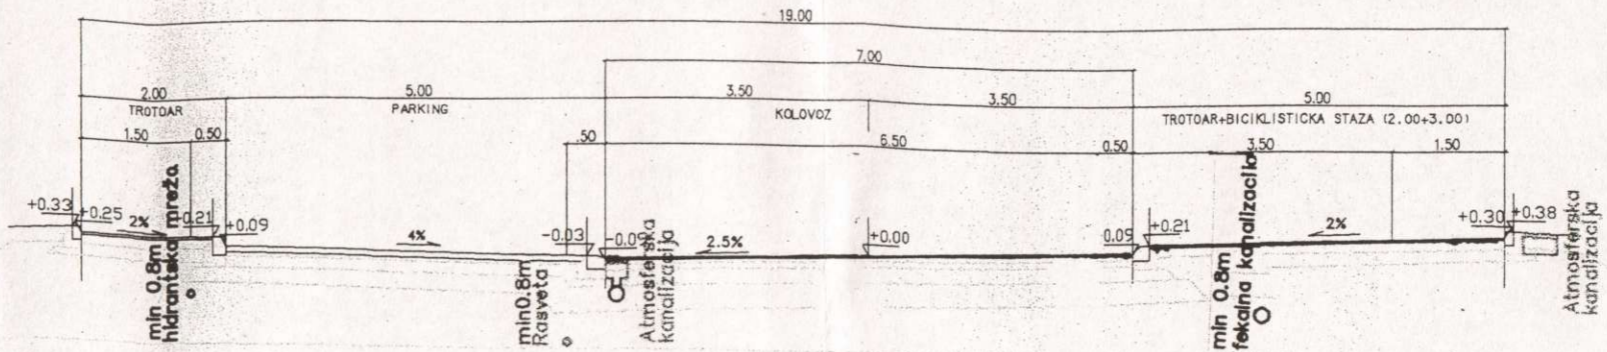 19.00
7.00
2.00 5.00 3.50 3.50 5.00
TROTOAR PARKING KOLOVOZ TROTOAR+BICIKLISTICKA STAZA (2.00+3.00)
1.50 0.50 .50 6.50 0.50 3.50 1.50
+0.33 +0.25 2% +0.21 +0.09 4% -0.03 -0.09 2.5% +0.00 0.09 +0.21 2% +0.30 +0.38
min 0.8m
hidrantska mreža
min0.8m
Rasveta
Atmosferska
kanalizacija
min 0.8m
fekalna kanalizacija
Atmosferska
kanalizacija